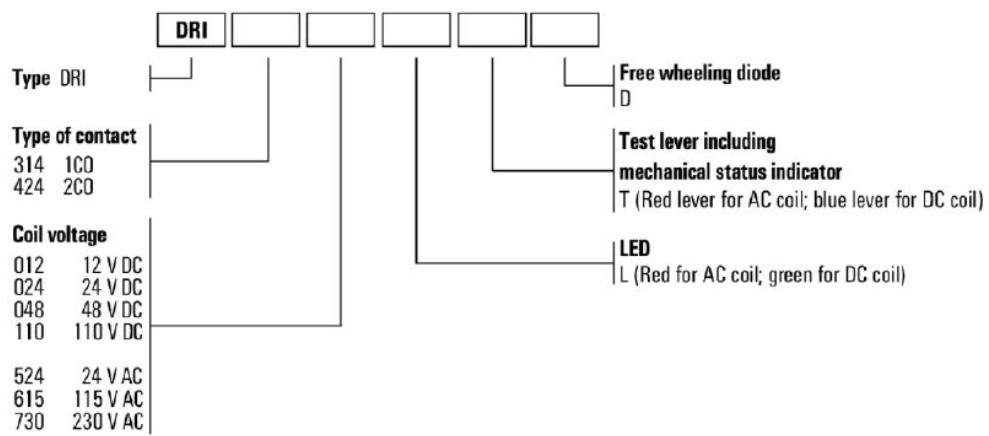 DRI
Type DRI
Type of contact
314 1CO
424 2CO
Coil voltage
012 12 V DC
024 24 V DC
048 48 V DC
110 110 V DC
524 24 V AC
615 115 V AC
730 230 V AC
Free wheeling diode
D
Test lever including
mechanical status indicator
T (Red lever for AC coil; blue lever for DC coil)
LED
L (Red for AC coil; green for DC coil)